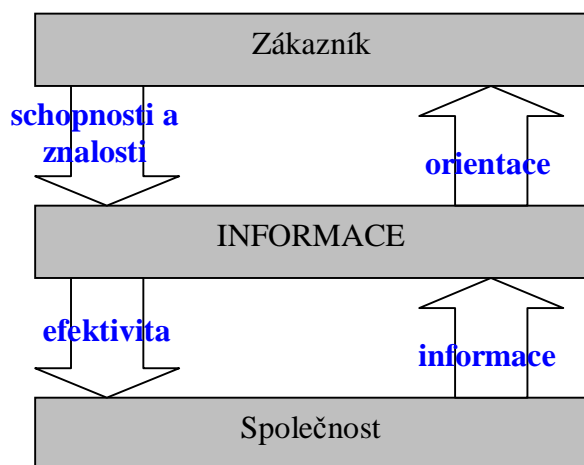 Zákazník
schopnosti a
znalosti
orientace
INFORMACE
efektivita
informace
Společnost